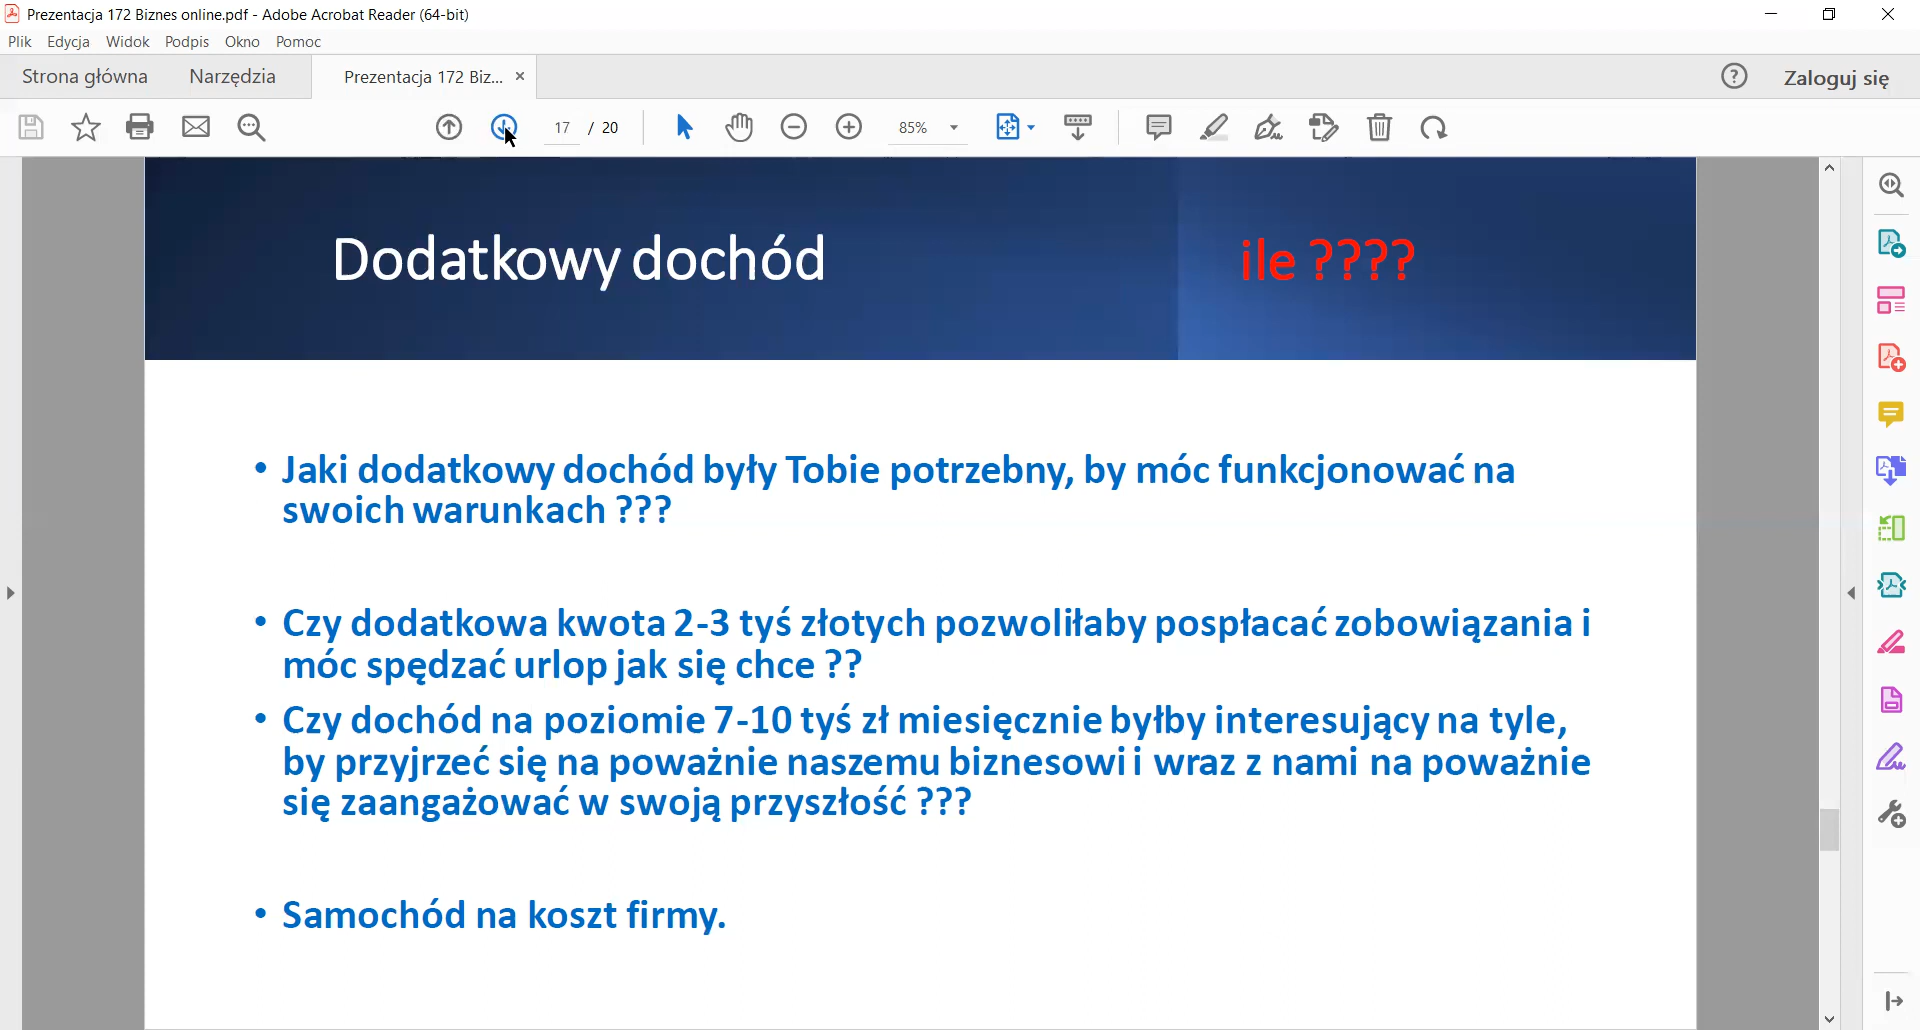 Prezentacja 172 Biznes online.pdf - Adobe Acrobat Reader (64-bit)
Plik Edycja Widok Podpis Okno Pomoc
Strona główna Narzędzia Prezentacja 172 Biz... × Zaloguj się
17 / 20 85%
Dodatkowy dochód ile ????
• Jaki dodatkowy dochód były Tobie potrzebny, by móc funkcjonować na
swoich warunkach ???
• Czy dodatkowa kwota 2-3 tyś złotych pozwoliłaby pospłacać zobowiązania i
móc spędzać urlop jak się chce ??
• Czy dochód na poziomie 7-10 tyś zł miesięcznie byłby interesujący na tyle,
by przyjrzeć się na poważnie naszemu biznesowi i wraz z nami na poważnie
się zaangażować w swoją przyszłość ???
• Samochód na koszt firmy.